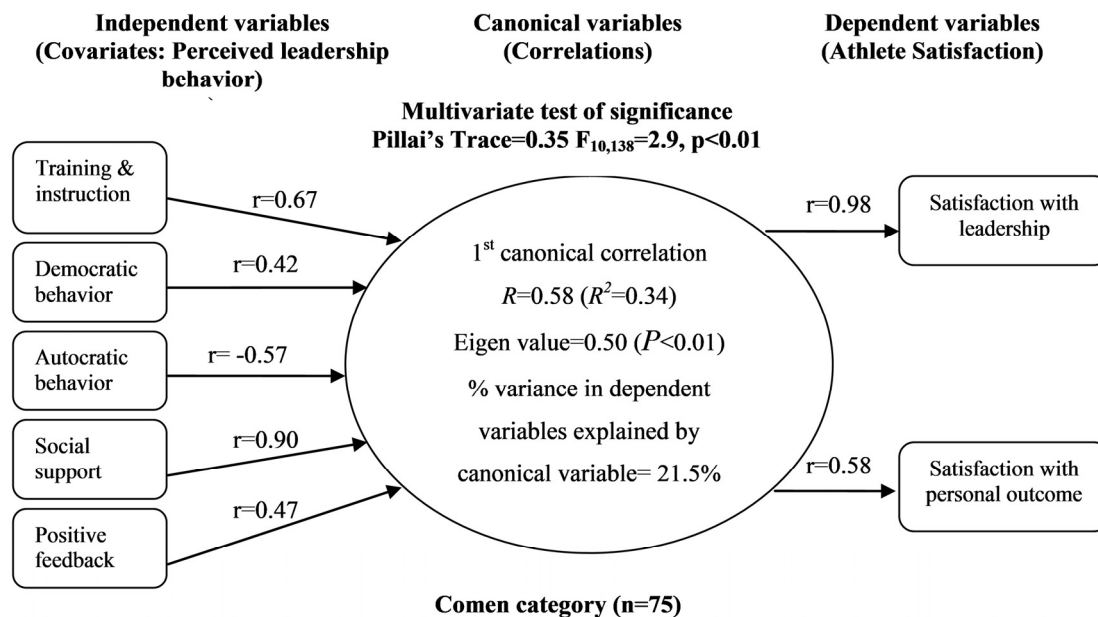 Independent variables
(Covariates: Perceived leadership
behavior)
Canonical variables
(Correlations)
Dependent variables
(Athlete Satisfaction)
Multivariate test of significance
Pillai's Trace=0.35 F10,138=2.9, p<0.01
Training &
instruction
r=0.67
Democratic
behavior
r=0.42
Autocratic
behavior
r= -0.57
Social
support
r=0.90
Positive
feedback
r=0.47
1st canonical correlation
R=0.58 (R²=0.34)
Eigen value=0.50 (P<0.01)
% variance in dependent
variables explained by
canonical variable= 21.5%
r=0.98
Satisfaction with
leadership
r=0.58
Satisfaction with
personal outcome
Comen category (n=75)